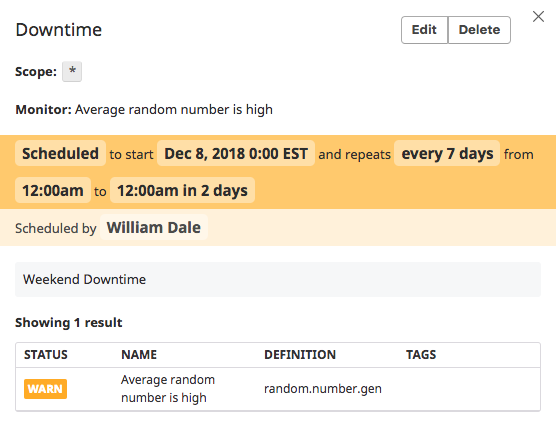 Downtime
Edit
Delete
Scope: *
Monitor: Average random number is high
Scheduled to start Dec 8, 2018 0:00 EST and repeats every 7 days from
12:00am to 12:00am in 2 days
Scheduled by William Dale
Weekend Downtime
Showing 1 result
STATUS NAME DEFINITION TAGS
WARN
Average random
number is high
random.number.gen